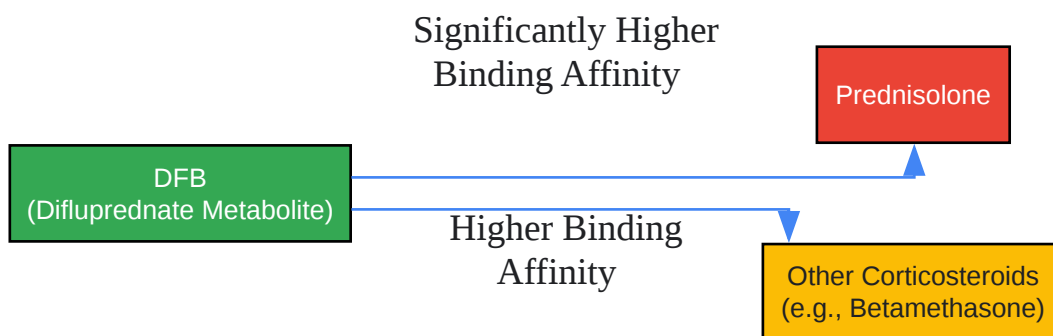 Significantly Higher
Binding Affinity
Prednisolone
DFB
(Difluprednate Metabolite)
Higher Binding
Affinity
Other Corticosteroids
(e.g., Betamethasone)